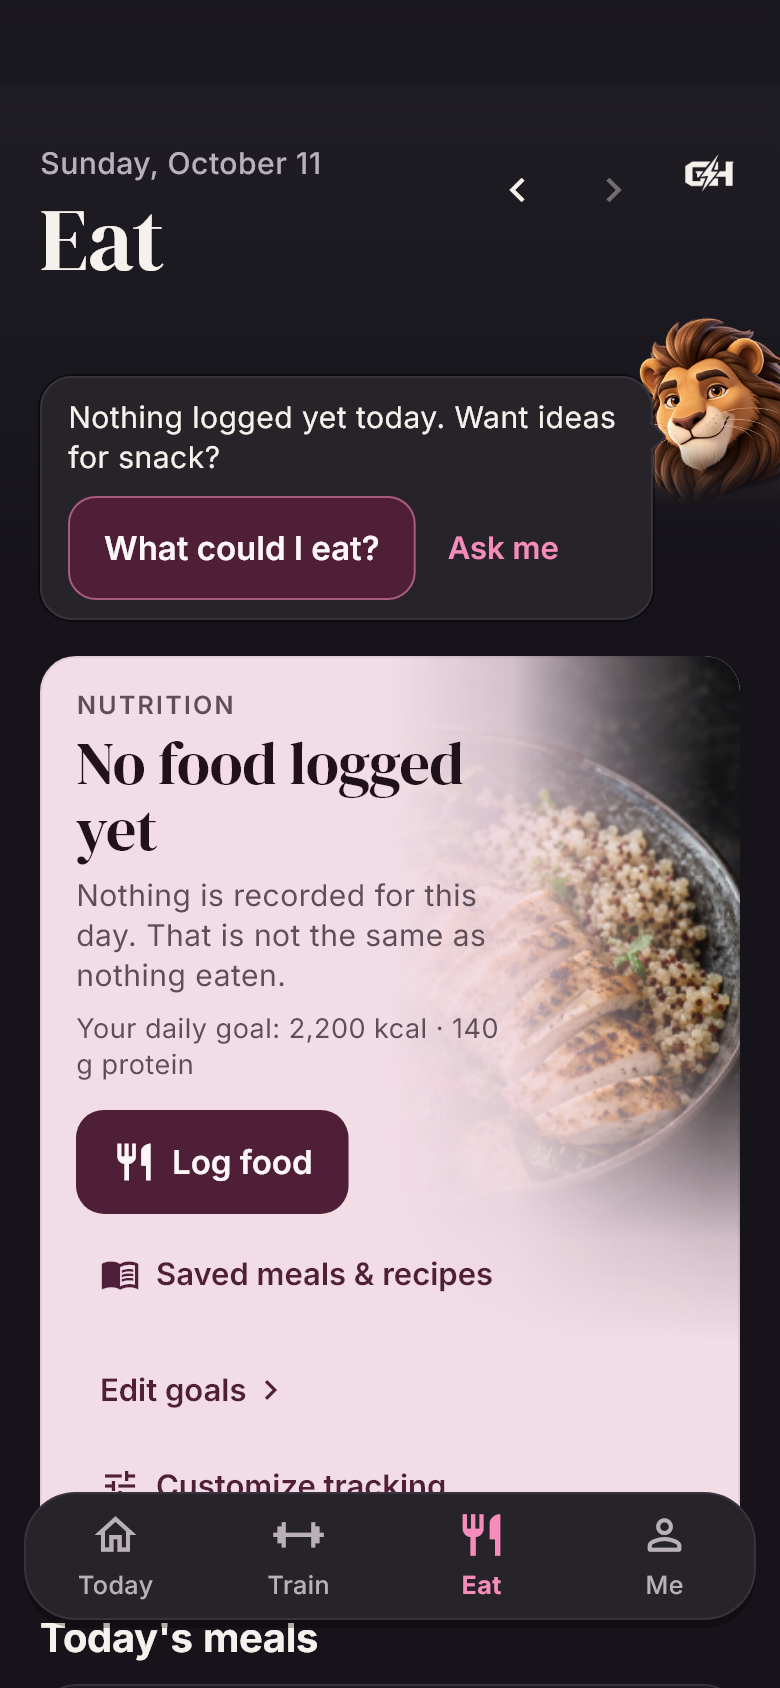 Sunday, October 11
GH
Eat
Nothing logged yet today. Want ideas
for snack?
What could I eat?
Ask me
NUTRITION
No food logged
yet
Nothing is recorded for this
day. That is not the same as
nothing eaten.
Your daily goal: 2,200 kcal · 140
g protein
Log food
Saved meals & recipes
Edit goals
Customize tracking
Today
Train
Eat
Me
Today's meals